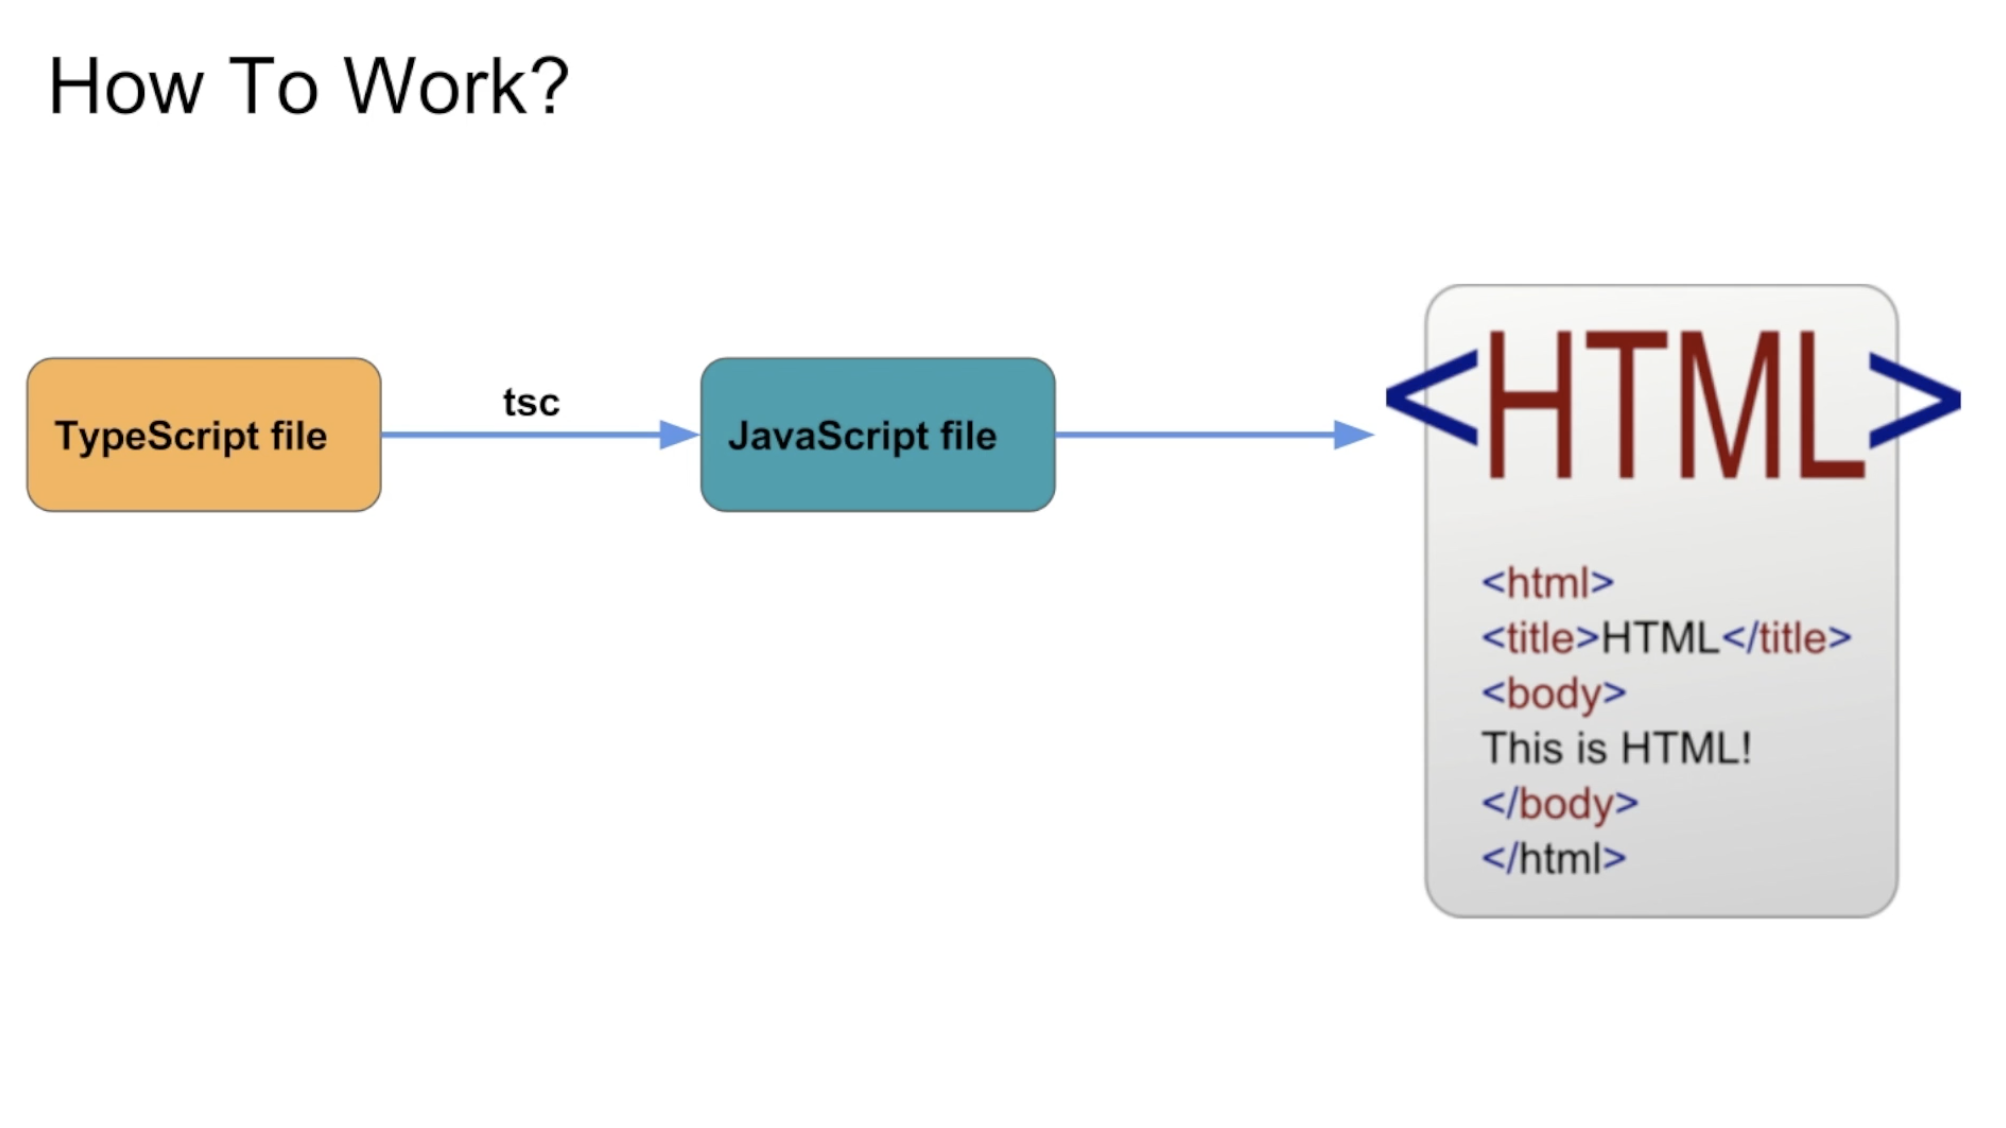 How To Work?
TypeScript file
tsc
JavaScript file
<HTML>
<html>
<title>HTML</title>
<body>
This is HTML!
</body>
</html>